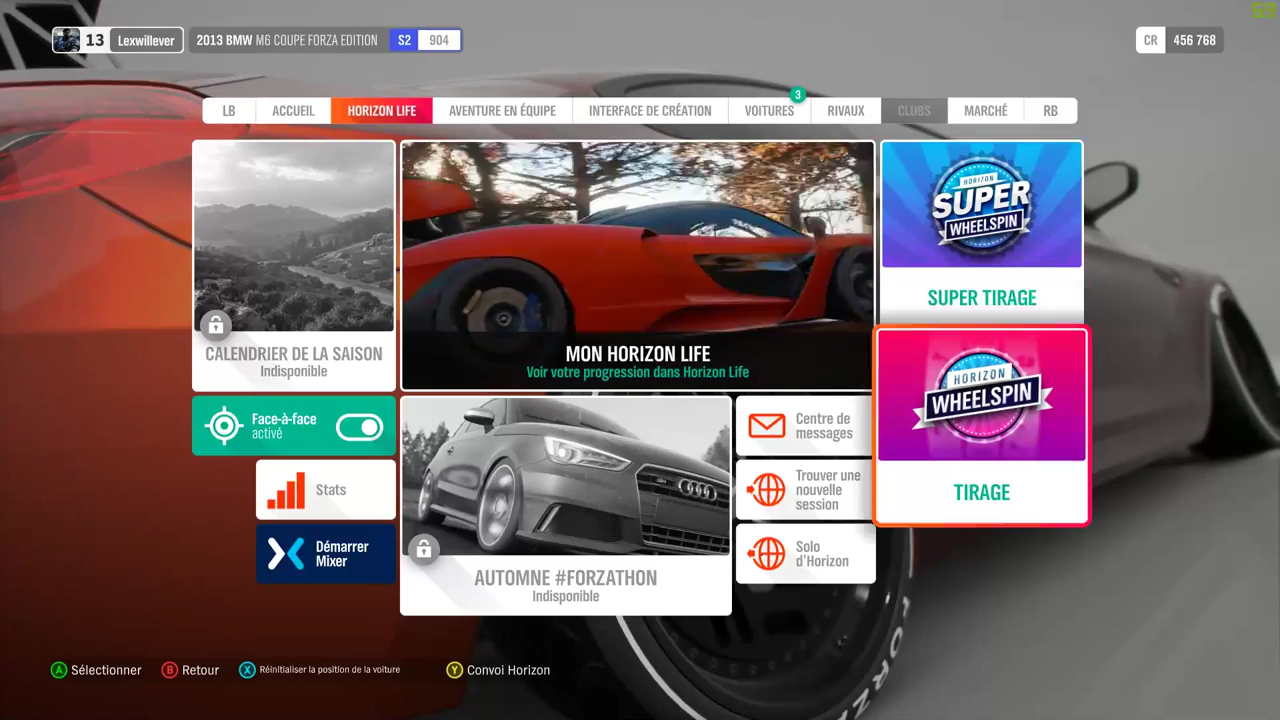 13 Lexwillever
2013 BMW M6 COUPE FORZA EDITION S2 904
CR 456 768
LB ACCUEIL HORIZON LIFE AVENTURE EN ÉQUIPE INTERFACE DE CRÉATION VOITURES 3 RIVAUX CLUBS MARCHÉ RB
CALENDRIER DE LA SAISON
Indisponible
MON HORIZON LIFE
Voir votre progression dans Horizon Life
HORIZON
SUPER
WHEELSPIN
SUPER TIRAGE
HORIZON
WHEELSPIN
TIRAGE
Face-à-face
activé
Stats
Démarrer
Mixer
AUTOMNE #FORZATHON
Indisponible
Centre de
messages
Trouver une
nouvelle
session
Solo
d'Horizon
A Sélectionner B Retour X Réinitialiser la position de la voiture Y Convoi Horizon